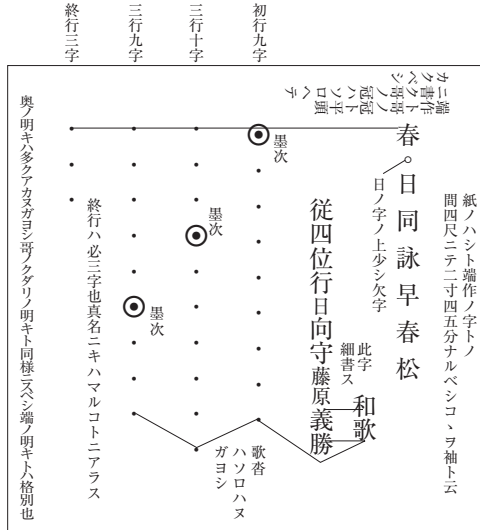 初行九字
三行十字
三行九字
終行三字
紙ノハシト端作ノ字トノ
間四尺ニテ二寸四五分ナルベシコヽヲ袖ト云
春日同詠早春松
和歌
日ノ字ノ上少シ欠字
端作ト哥ノ冠ハソロヘテ
ニ書ク哥ノ冠平頭
カクベシ
此字
細書ス
従四位行日向守藤原義勝
墨次
墨次
墨次
歌沓
ハソロハヌ
ガヨシ
終行ハ必三字也真名ニキハマルコトニアラス
奥ノ明キハ多クアカヌガヨシ哥ノクダリノ明キト同様ニスベシ端ノ明キトハ格別也